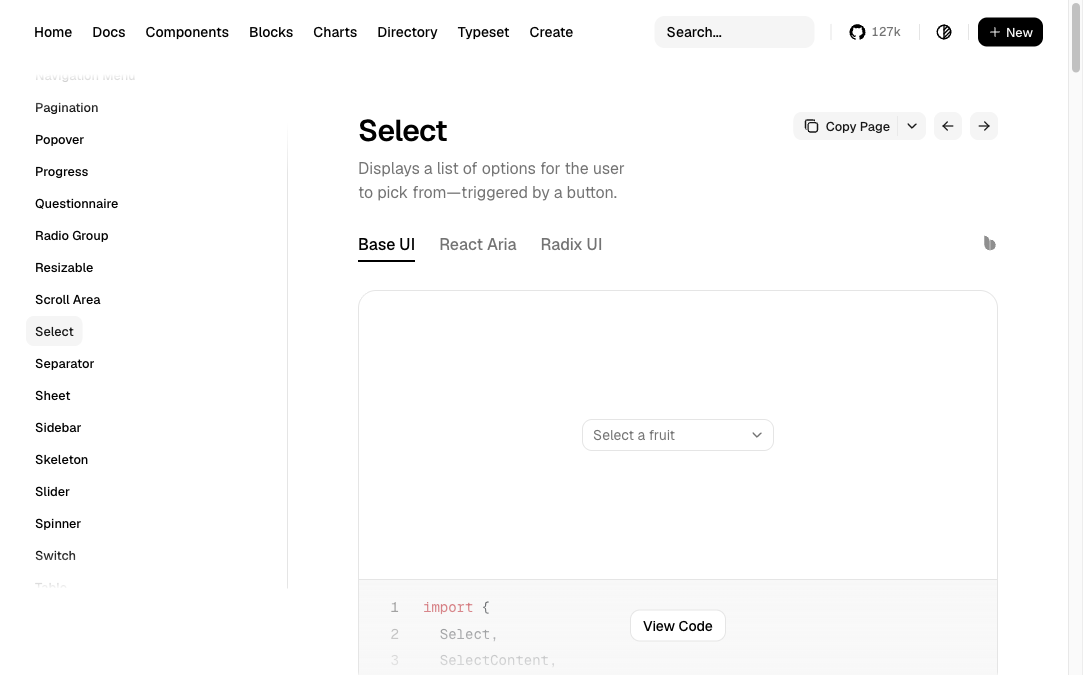 Home Docs Components Blocks Charts Directory Typeset Create Search... 127k New
Navigation Menu
Pagination
Popover
Progress
Questionnaire
Radio Group
Resizable
Scroll Area
Select
Separator
Sheet
Sidebar
Skeleton
Slider
Spinner
Switch
Table
Select
Copy Page
Displays a list of options for the user
to pick from—triggered by a button.
Base UI React Aria Radix UI
Select a fruit
1 import {
2 Select,
3 SelectContent,
View Code